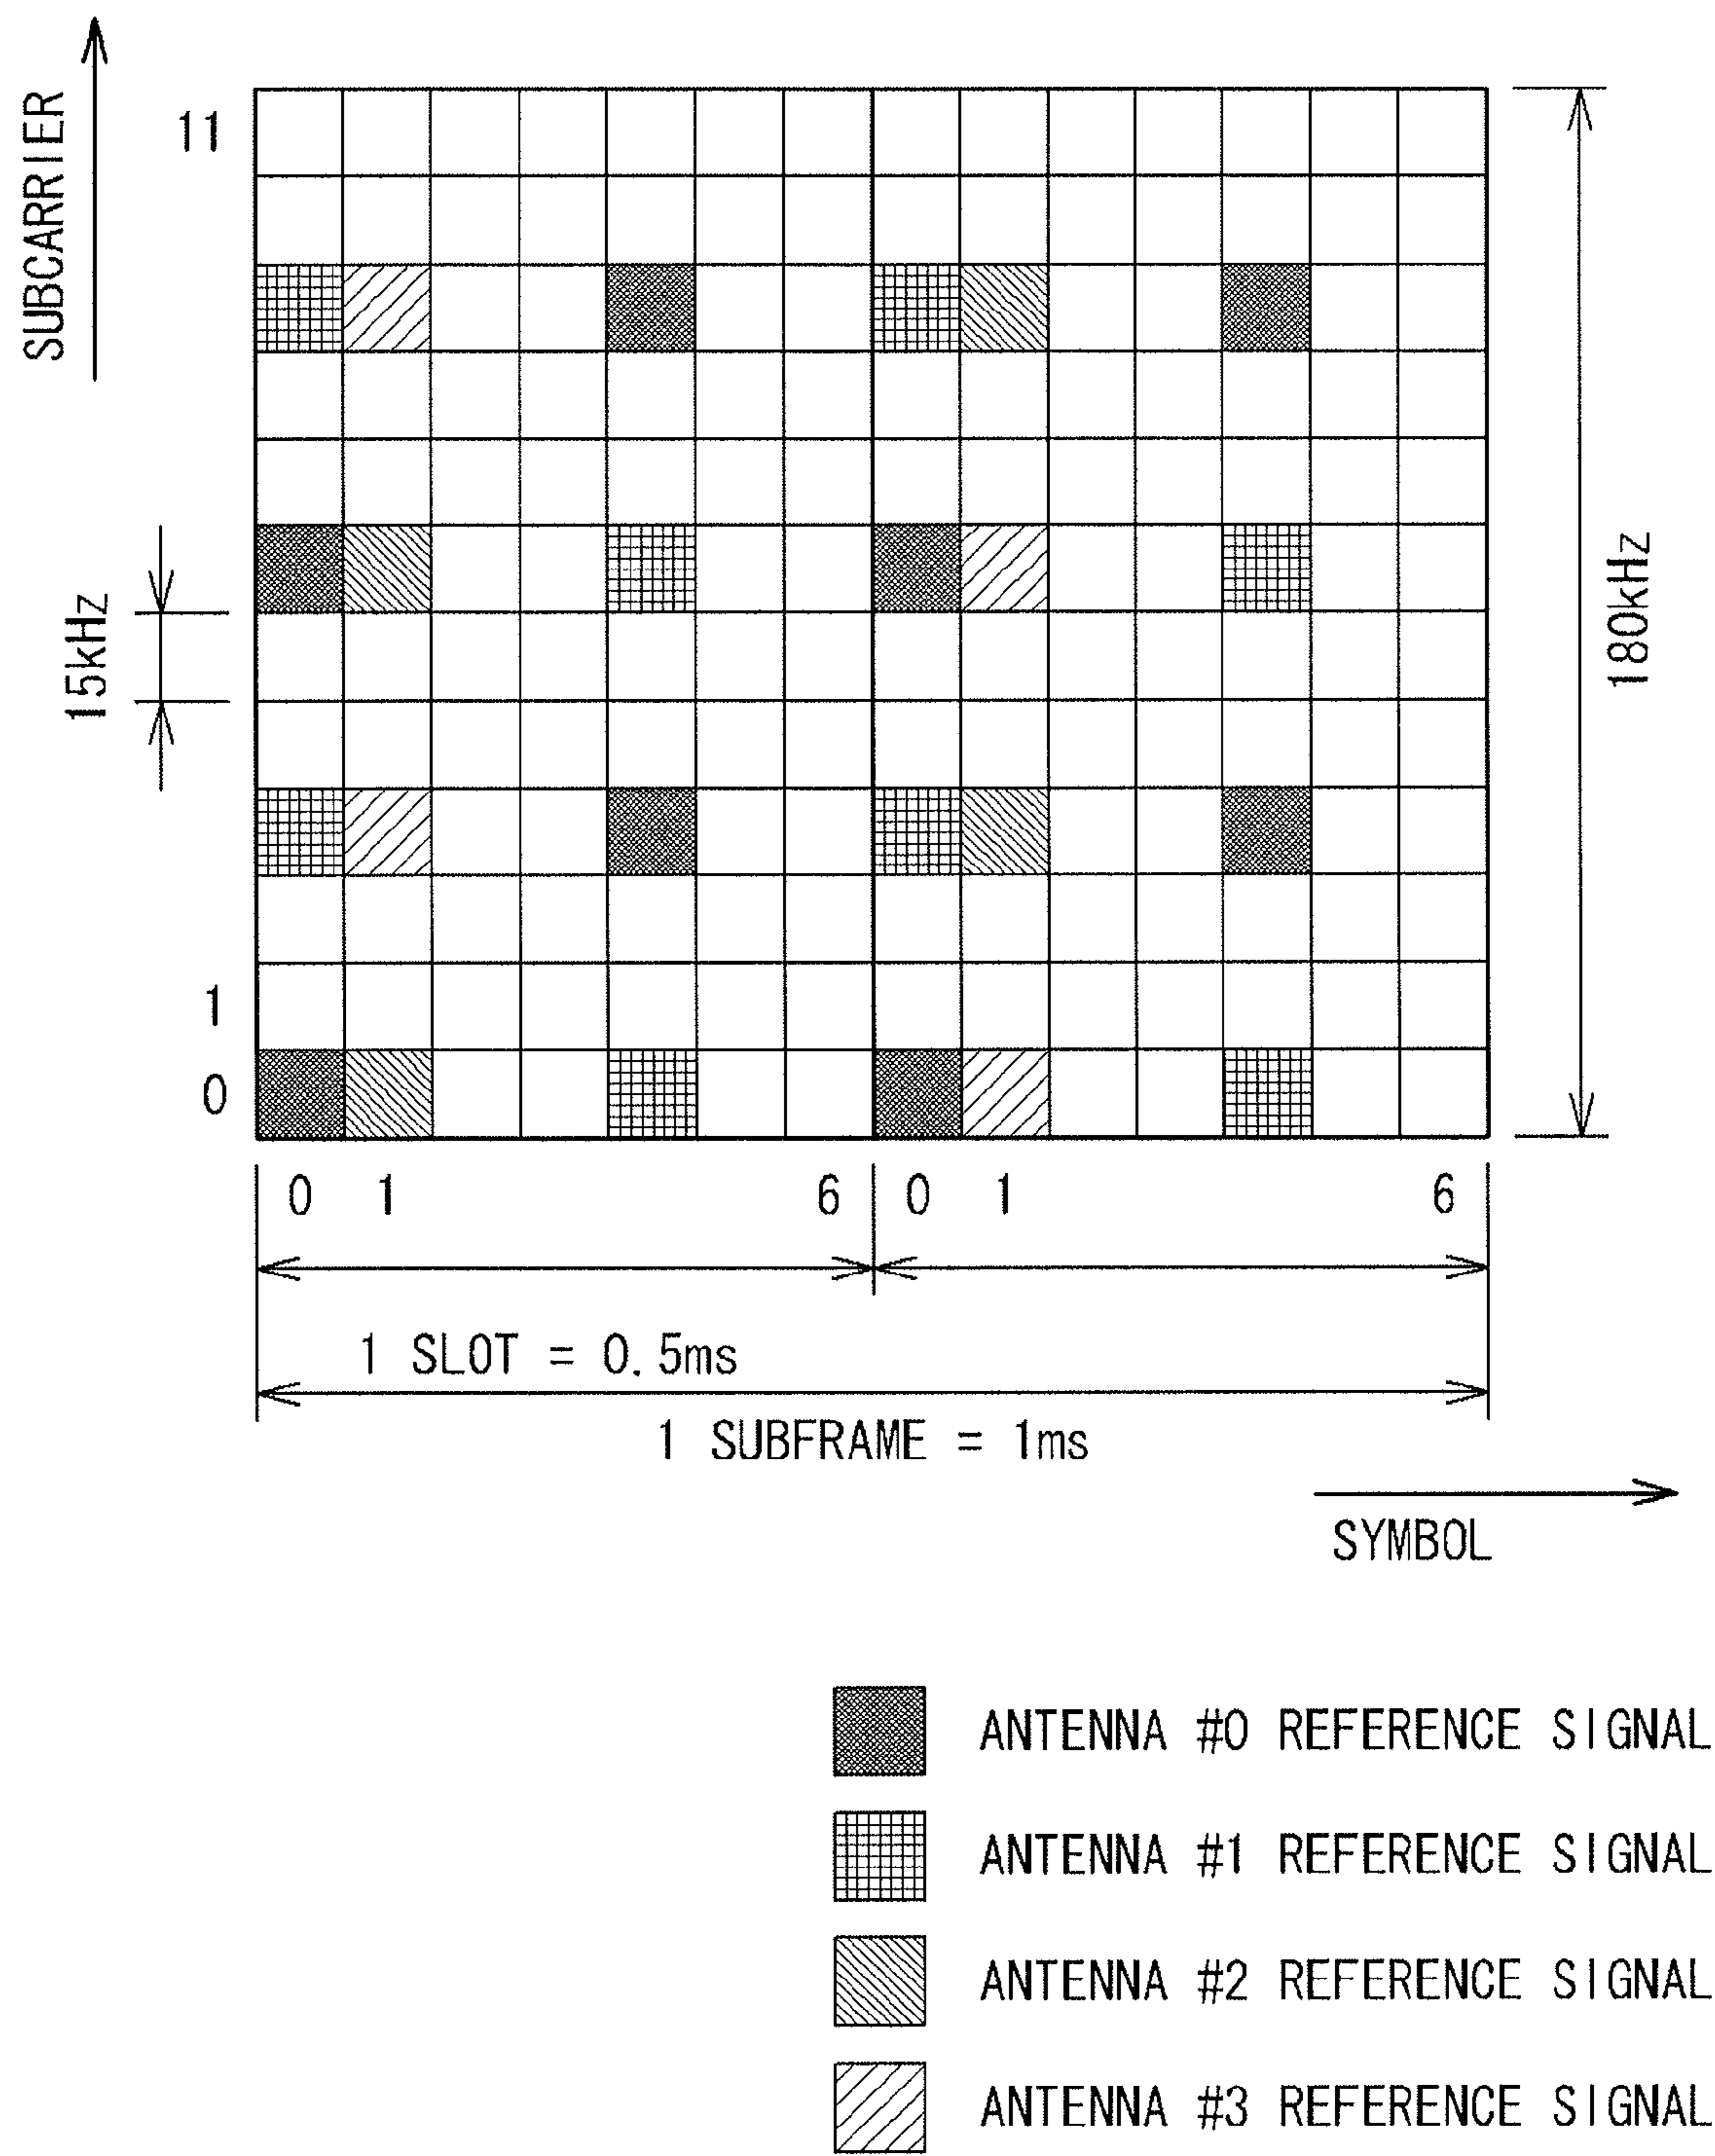 SUBCARRIER
11
15kHz
180kHz
1
0
0 1 6 0 1 6
1 SLOT = 0.5ms
1 SUBFRAME = 1ms
SYMBOL
ANTENNA #0 REFERENCE SIGNAL
ANTENNA #1 REFERENCE SIGNAL
ANTENNA #2 REFERENCE SIGNAL
ANTENNA #3 REFERENCE SIGNAL